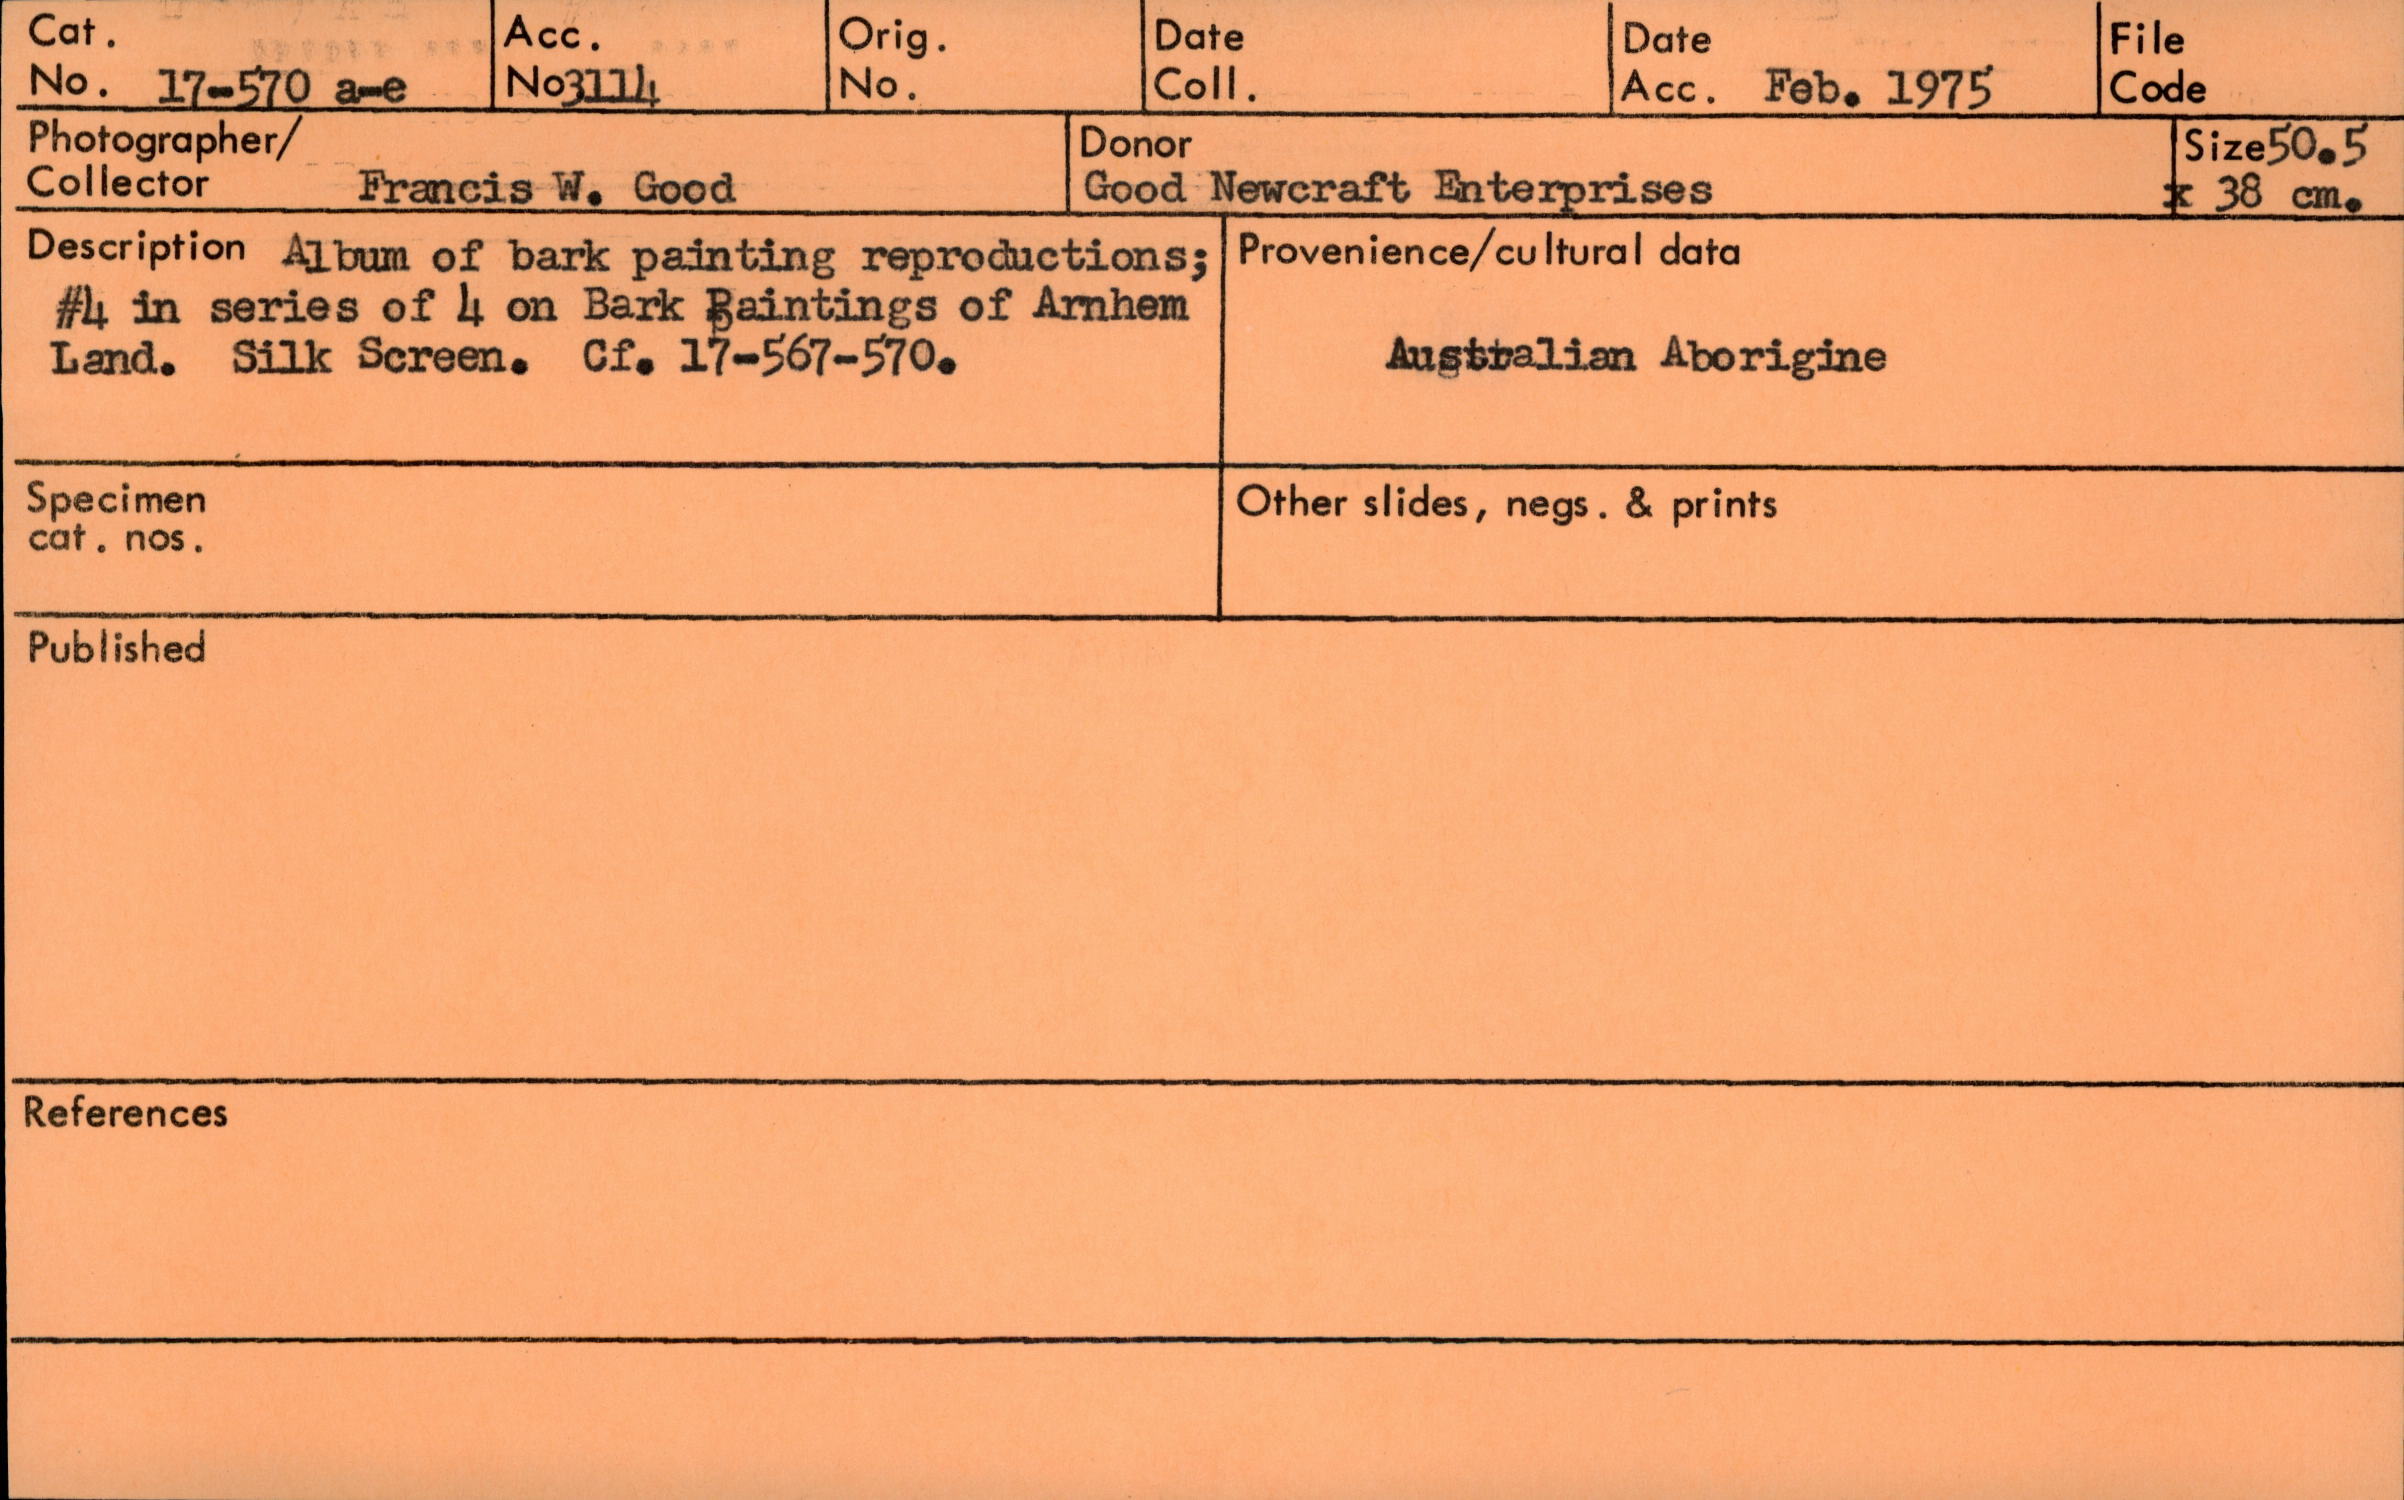 Cat. No. 17-570 a-e
Acc. No 3114
Orig. No.
Date Coll.
Date Acc. Feb. 1975
File Code
Photographer/ Collector Francis W. Good
Donor Good Newcraft Enterprises
Size 50.5 x 38 cm.
Description Album of bark painting reproductions;
#4 in series of 4 on Bark Paintings of Arnhem
Land. Silk Screen. Cf. 17-567-570.
Provenience/cultural data
Australian Aborigine
Specimen
cat. nos.
Other slides, negs. & prints
Published
References